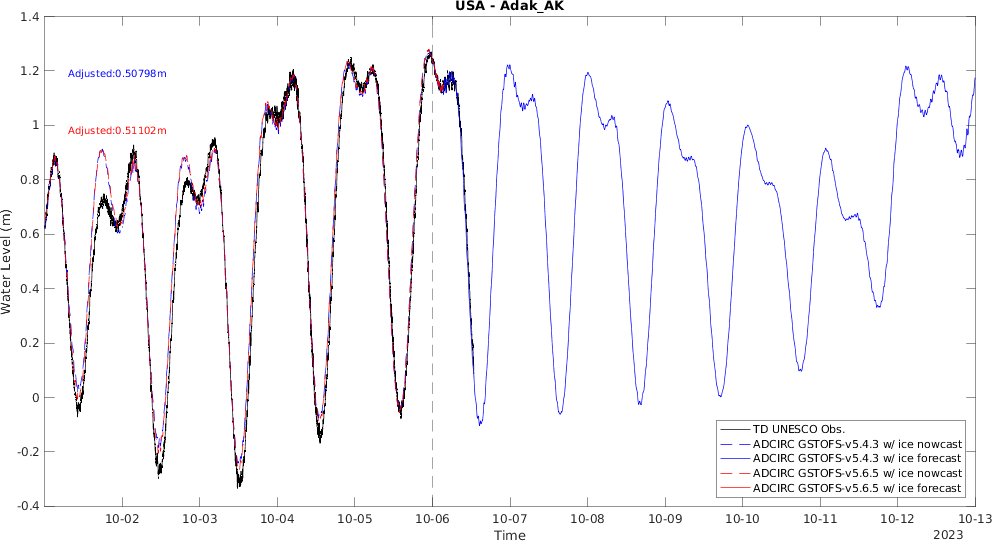 USA - Adak_AK
1.4
1.2
1
0.8
0.6
0.4
0.2
0
-0.2
-0.4
Water Level (m)
Adjusted:0.50798m
Adjusted:0.51102m
TD UNESCO Obs.
ADCIRC GSTOFS-v5.4.3 w/ ice nowcast
ADCIRC GSTOFS-v5.4.3 w/ ice forecast
ADCIRC GSTOFS-v5.6.5 w/ ice nowcast
ADCIRC GSTOFS-v5.6.5 w/ ice forecast
10-02 10-03 10-04 10-05 10-06 10-07 10-08 10-09 10-10 10-11 10-12 10-13
Time 2023